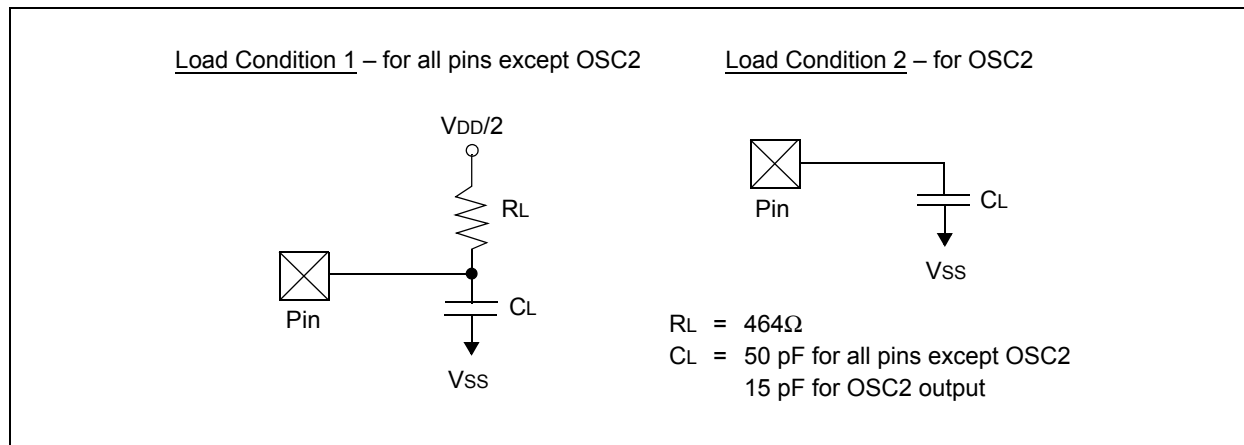 Load Condition 1 – for all pins except OSC2
VDD/2
RL
Pin
CL
VSS
Load Condition 2 – for OSC2
Pin
CL
VSS
RL = 464Ω
CL = 50 pF for all pins except OSC2
15 pF for OSC2 output